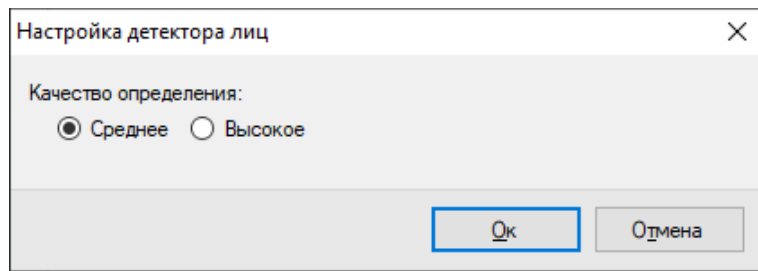 Настройка детектора лиц
Качество определения:
Среднее Высокое
Ок Отмена